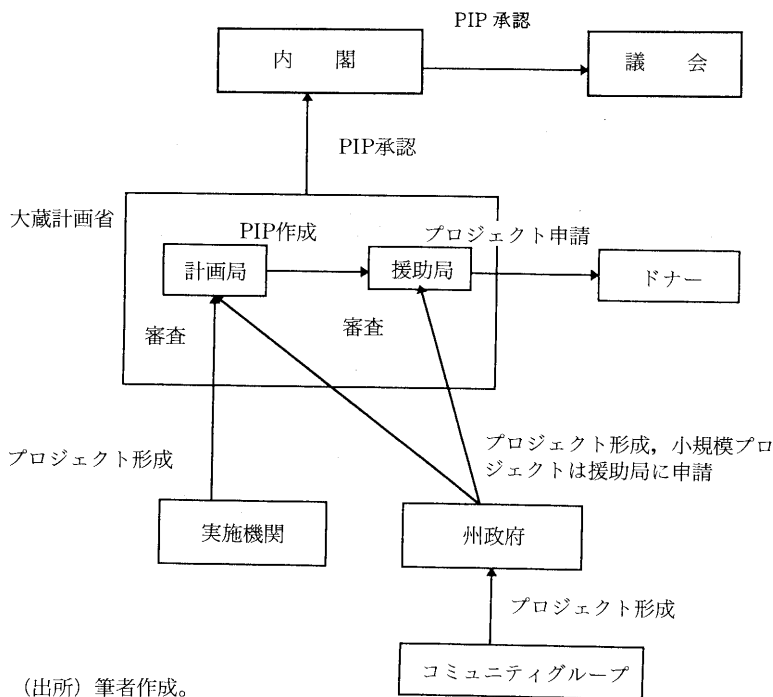 PIP 承認
内　閣
議　会
PIP承認
大蔵計画省
PIP作成
プロジェクト申請
計画局
援助局
ドナー
審査
審査
プロジェクト形成
プロジェクト形成，小規模プロ
ジェクトは援助局に申請
実施機関
州政府
プロジェクト形成
コミュニティグループ
（出所）筆者作成。